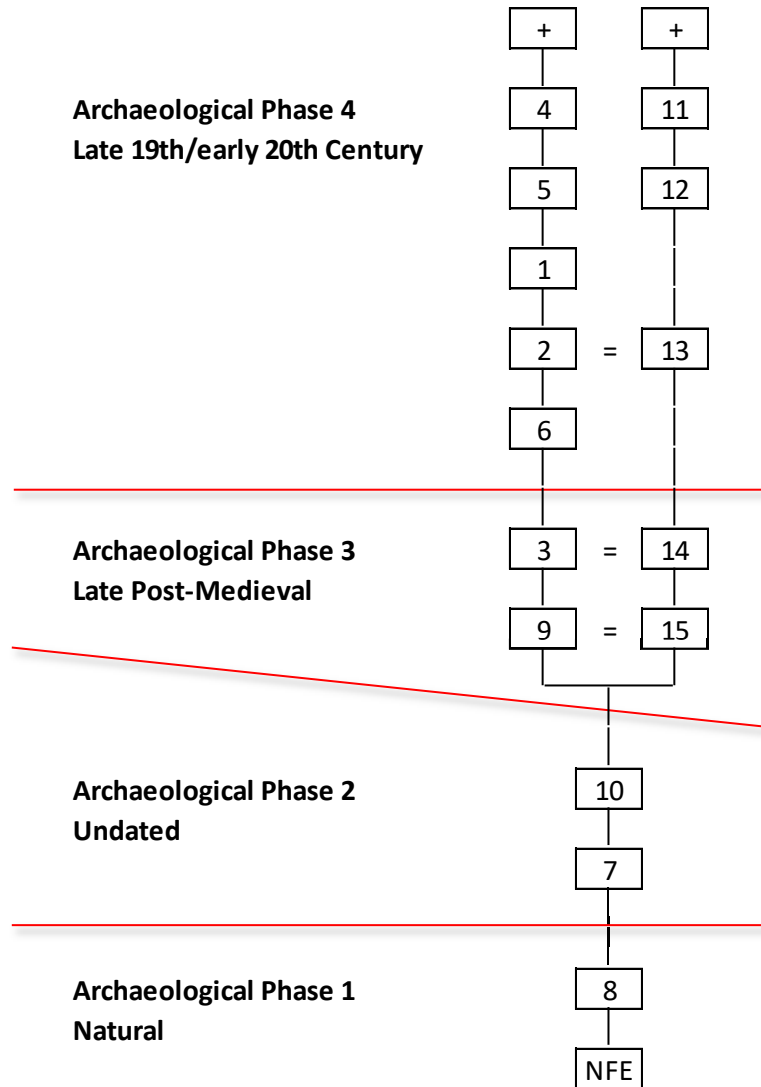 + +
Archaeological Phase 4 4 11
Late 19th/early 20th Century
5 12
1
2 = 13
6
Archaeological Phase 3 3 = 14
Late Post-Medieval
9 = 15
Archaeological Phase 2 10
Undated
7
Archaeological Phase 1 8
Natural
NFE